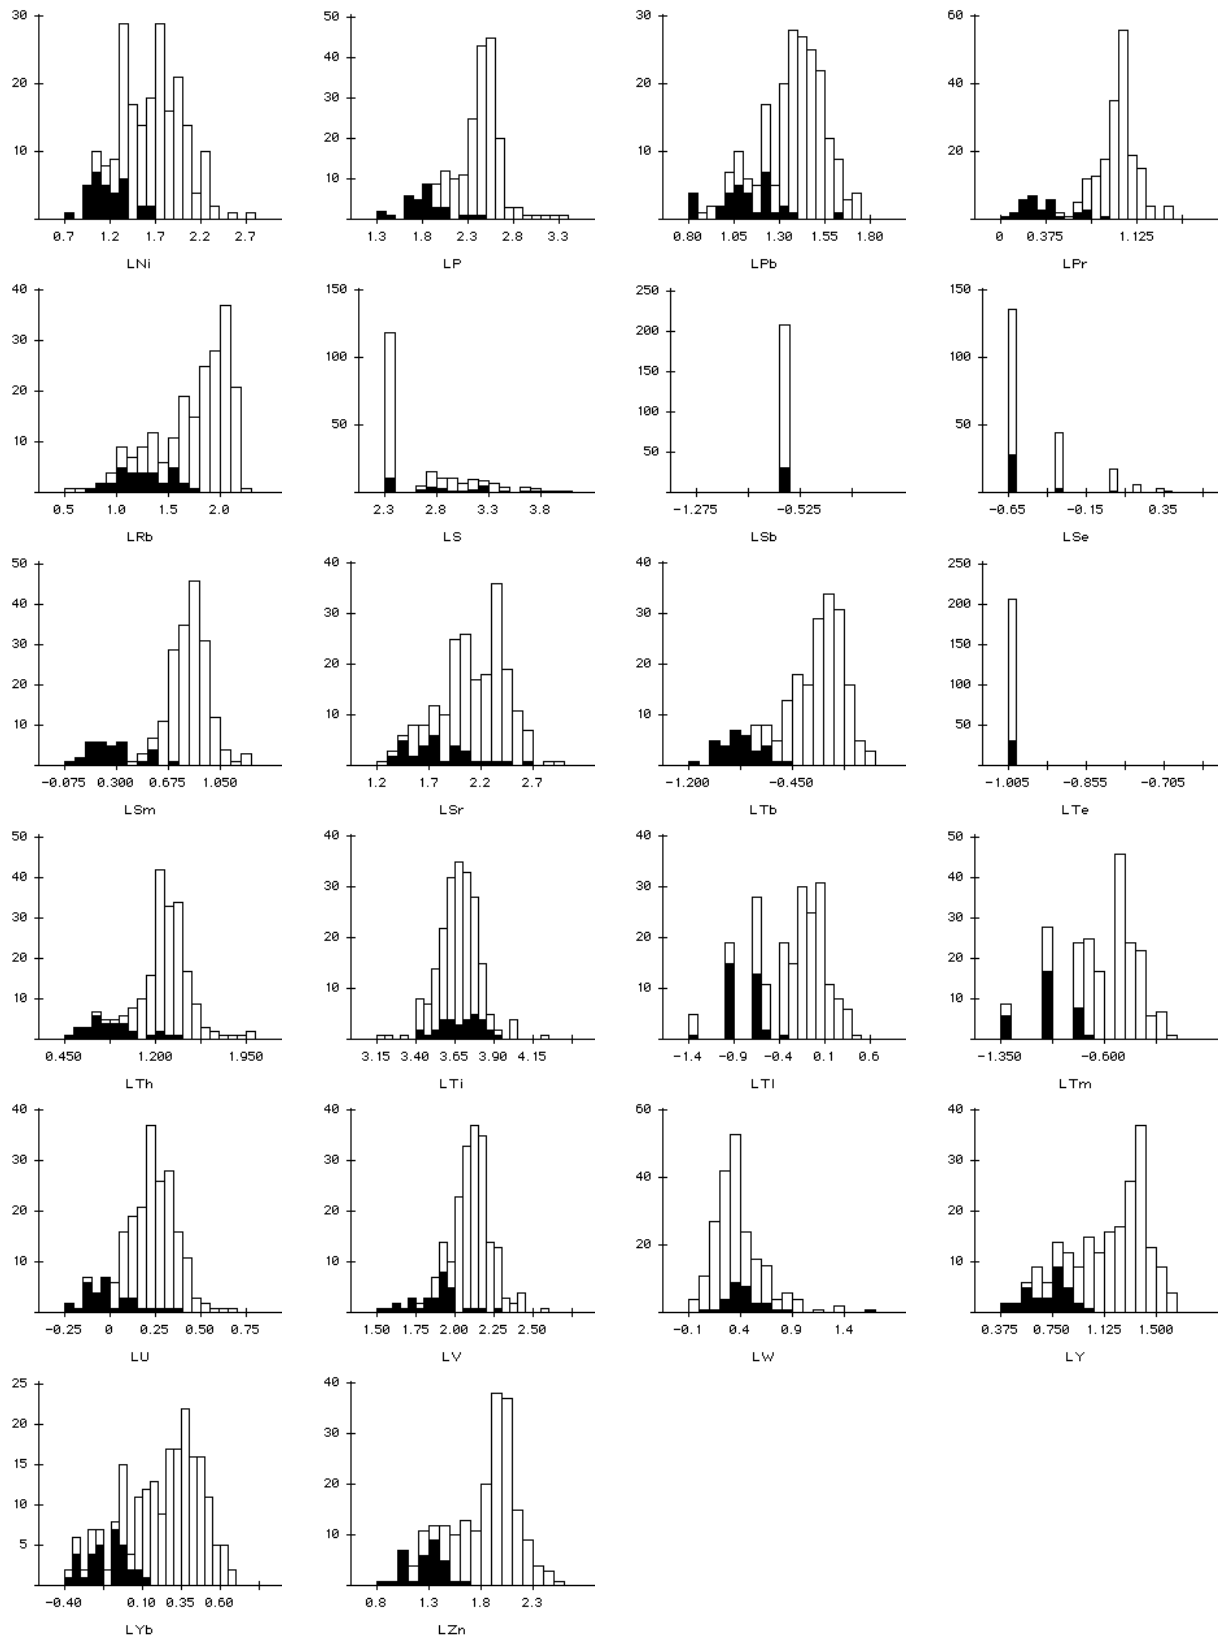 30
20
10
0.7 1.2 1.7 2.2 2.7
LNi
50
40
30
20
10
1.3 1.8 2.3 2.8 3.3
LP
30
20
10
0.80 1.05 1.30 1.55 1.80
LPb
60
40
20
0 0.375 1.125
LPr
40
30
20
10
0.5 1.0 1.5 2.0
LRb
150
100
50
2.3 2.8 3.3 3.8
LS
250
200
150
100
50
-1.275 -0.525
LSb
150
100
50
-0.65 -0.15 0.35
LSe
50
40
30
20
10
-0.075 0.300 0.675 1.050
LSm
40
30
20
10
1.2 1.7 2.2 2.7
LSr
40
30
20
10
-1.200 -0.450
LTb
250
200
150
100
50
-1.005 -0.855 -0.705
LTe
50
40
30
20
10
0.450 1.200 1.950
LTh
40
30
20
10
3.15 3.40 3.65 3.90 4.15
LTi
40
30
20
10
-1.4 -0.9 -0.4 0.1 0.6
LTl
50
40
30
20
10
-1.350 -0.600
LTm
40
30
20
10
-0.25 0 0.25 0.50 0.75
LU
40
30
20
10
1.50 1.75 2.00 2.25 2.50
LV
60
40
20
-0.1 0.4 0.9 1.4
LW
40
30
20
10
0.375 0.750 1.125 1.500
LY
25
20
15
10
5
-0.40 0.10 0.35 0.60
LYb
40
30
20
10
0.8 1.3 1.8 2.3
LZn